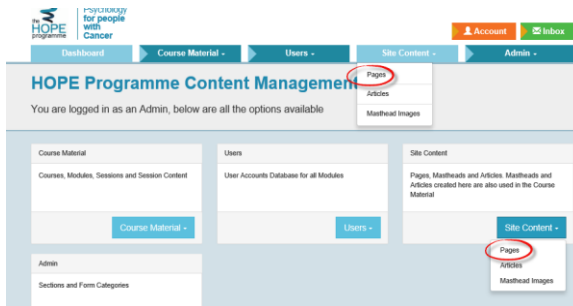 the
HOPE
programme
Psychology
for people
with
Cancer
Account
Inbox
Dashboard
Course Material
Users
Site Content
Admin
Pages
Articles
Masthead Images
HOPE Programme Content Management
You are logged in as an Admin, below are all the options available
Course Material
Courses, Modules, Sessions and Session Content
Course Material
Users
User Accounts Database for all Modules
Users
Site Content
Pages, Mastheads and Articles. Mastheads and
Articles created here are also used in the Course
Material
Site Content
Pages
Articles
Masthead Images
Admin
Sections and Form Categories